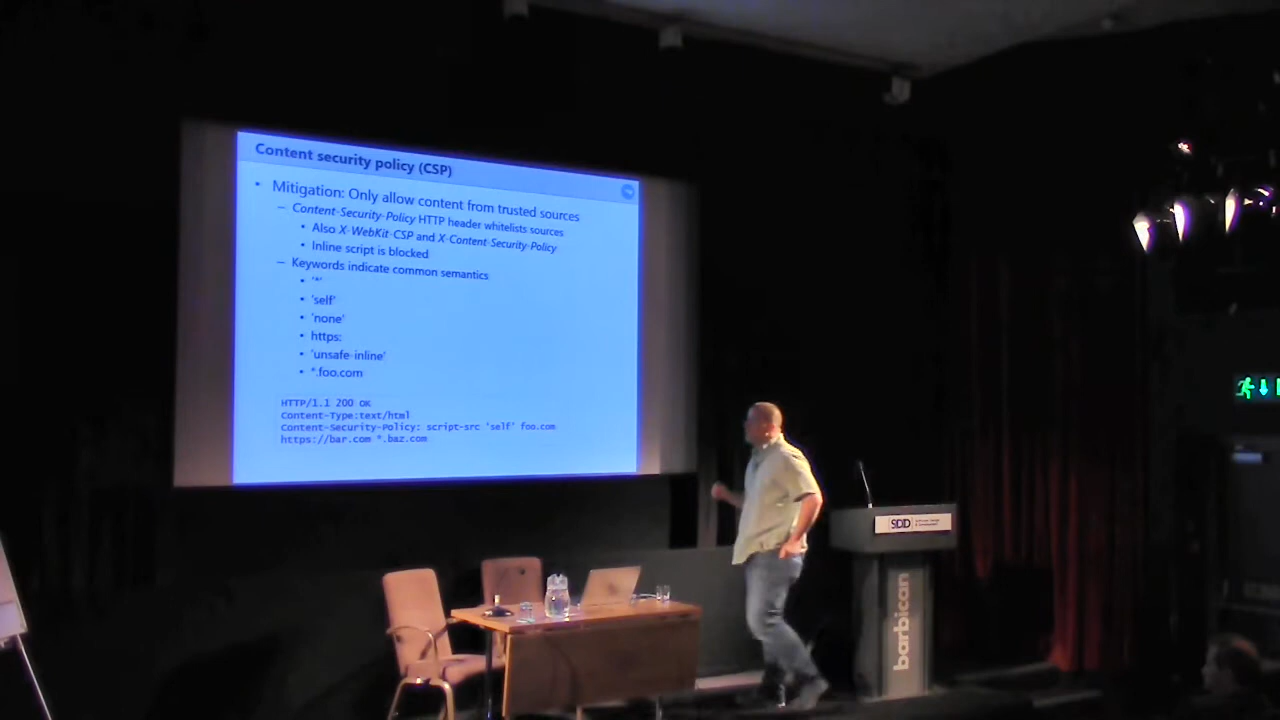 Content security policy (CSP)
• Mitigation: Only allow content from trusted sources
– Content-Security-Policy HTTP header whitelists sources
• Also X-WebKit-CSP and X-Content-Security-Policy
• Inline script is blocked
– Keywords indicate common semantics
• '*'
• 'self'
• 'none'
• https:
• 'unsafe-inline'
• *.foo.com
HTTP/1.1 200 OK
Content-Type:text/html
Content-Security-Policy: script-src 'self' foo.com
https://bar.com *.baz.com
SDD
barbican